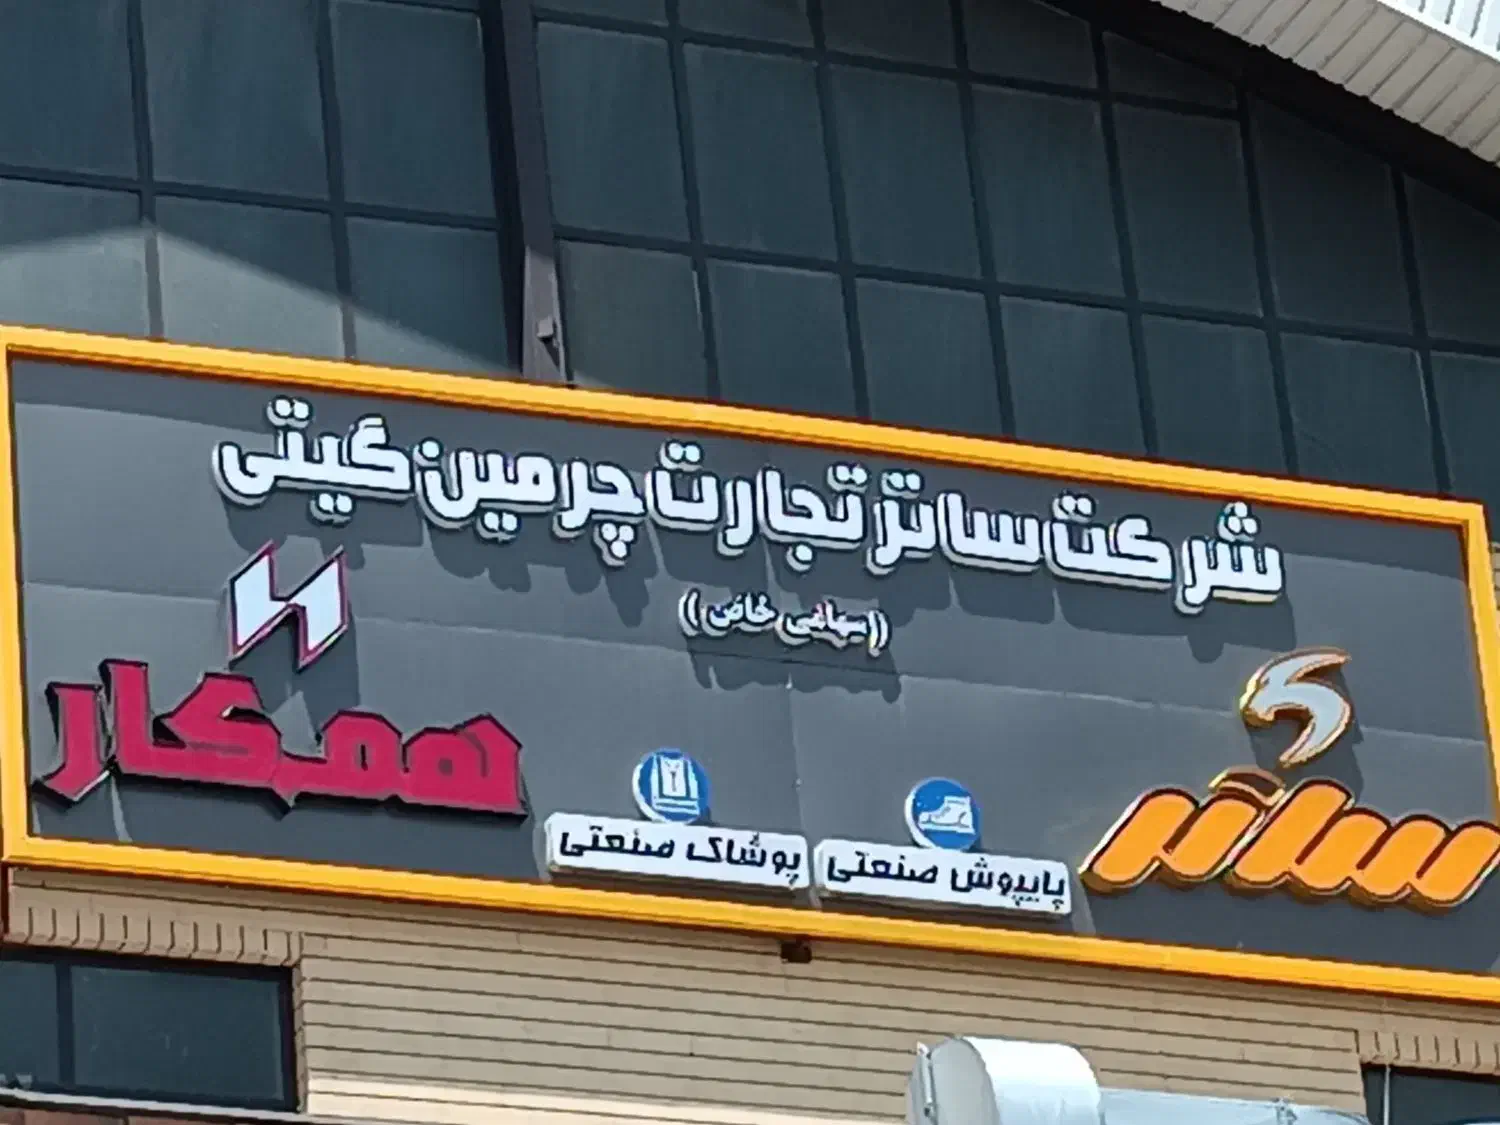 شرکت ساتر تجارت چرمین گیتی
((سهامی خاص))
ساتر
همکار
پاپوش صنعتی
پوشاک صنعتی